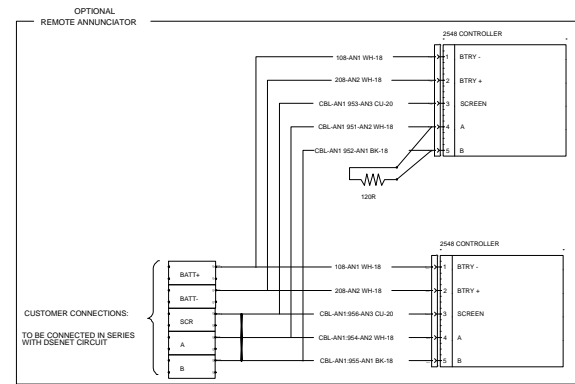 OPTIONAL
REMOTE ANNUNCIATOR
2548 CONTROLLER
108-AN1 WH-18
1
BTRY -
208-AN2 WH-18
2
BTRY +
CBL-AN1 953-AN3 CU-20
3
SCREEN
CBL-AN1 951-AN2 WH-18
4
A
CBL-AN1 952-AN1 BK-18
5
B
120R
2548 CONTROLLER
BATT+
108-AN1 WH-18
1
BTRY -
BATT-
208-AN2 WH-18
2
BTRY +
CUSTOMER CONNECTIONS:
SCR
CBL-AN1:956-AN3 CU-20
3
SCREEN
TO BE CONNECTED IN SERIES
WITH DSENET CIRCUIT
A
CBL-AN1:954-AN2 WH-18
4
A
B
CBL-AN1:955-AN1 BK-18
5
B